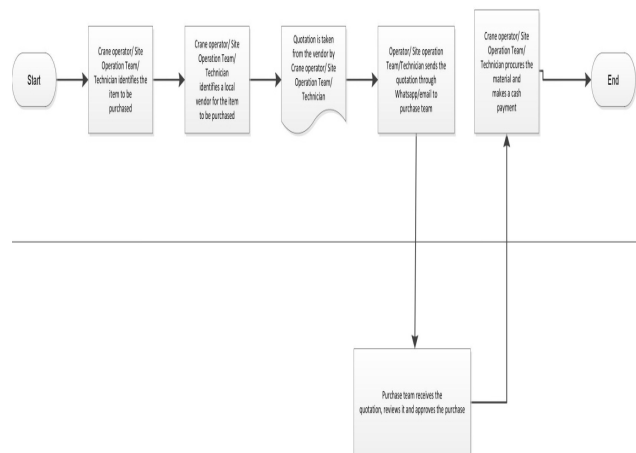 Start
Crane operator/ Site
Operation Team/
Technician identifies the
item to be
purchased
Crane operator/ Site
Operation Team/
Technician
identifies a local
vendor for the item
to be purchased
Quotation is taken
from the vendor by
Crane operator/ Site
Operation Team/
Technician
Operator/ Site operation
Team/Technician sends the
quotation through
Whatsapp/email to
purchase team
Crane operator/ Site
Operation Team/
Technician procures the
material and
makes a cash
payment
End
Purchase team receives the
quotation, reviews it and approves the purchase